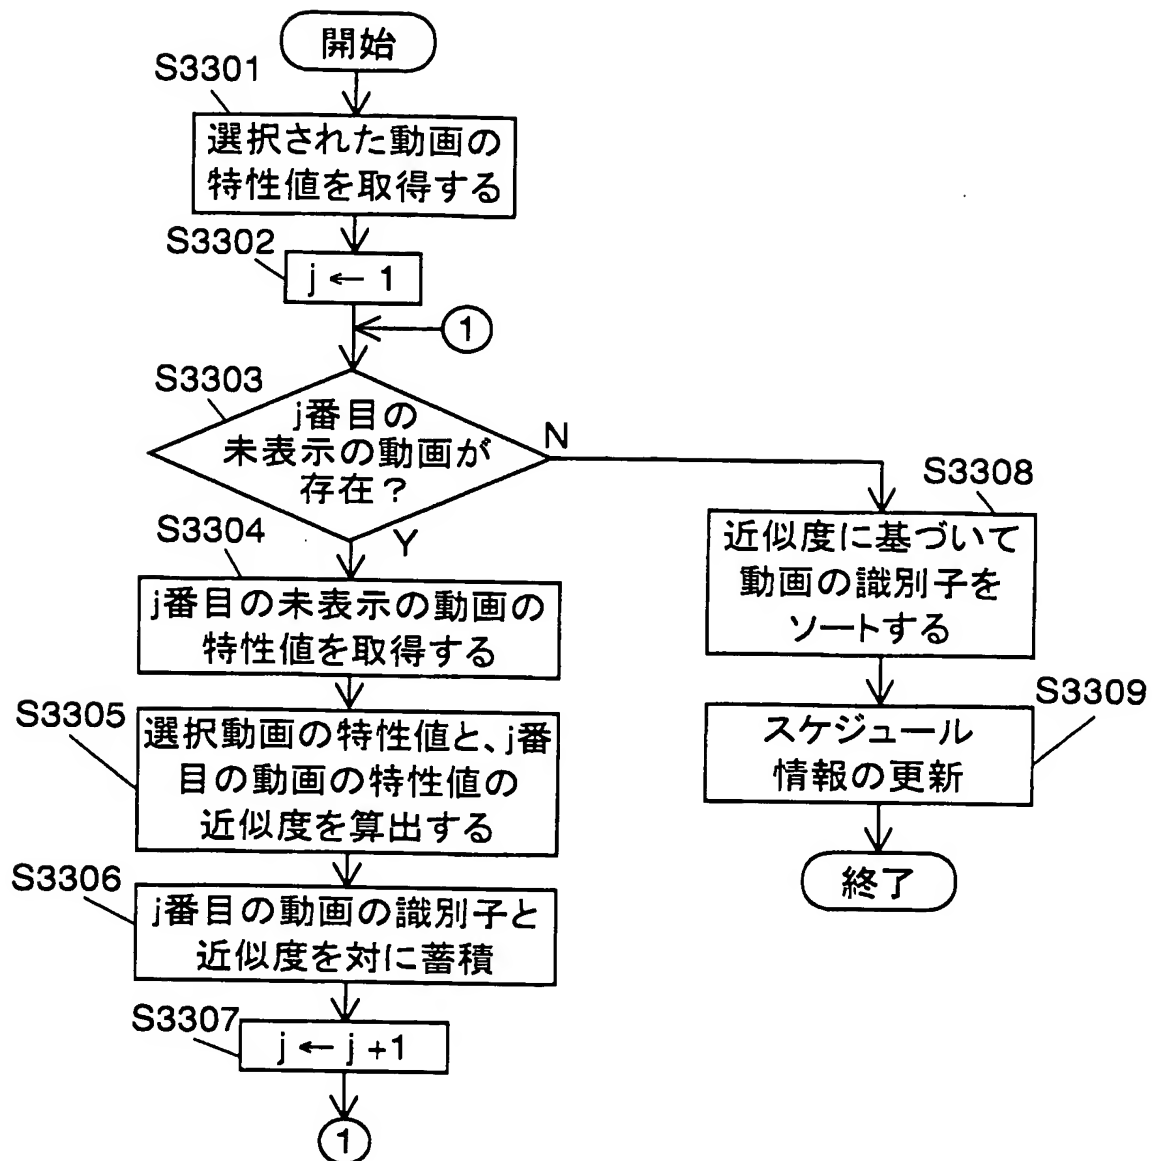 開始
S3301
選択された動画の
特性値を取得する
S3302
j ← 1
1
S3303
j番目の
未表示の動画が
存在?
N
Y
S3304
j番目の未表示の動画の
特性値を取得する
S3305
選択動画の特性値と、j番
目の動画の特性値の
近似度を算出する
S3306
j番目の動画の識別子と
近似度を対に蓄積
S3307
j ← j +1
1
S3308
近似度に基づいて
動画の識別子を
ソートする
S3309
スケジュール
情報の更新
終了